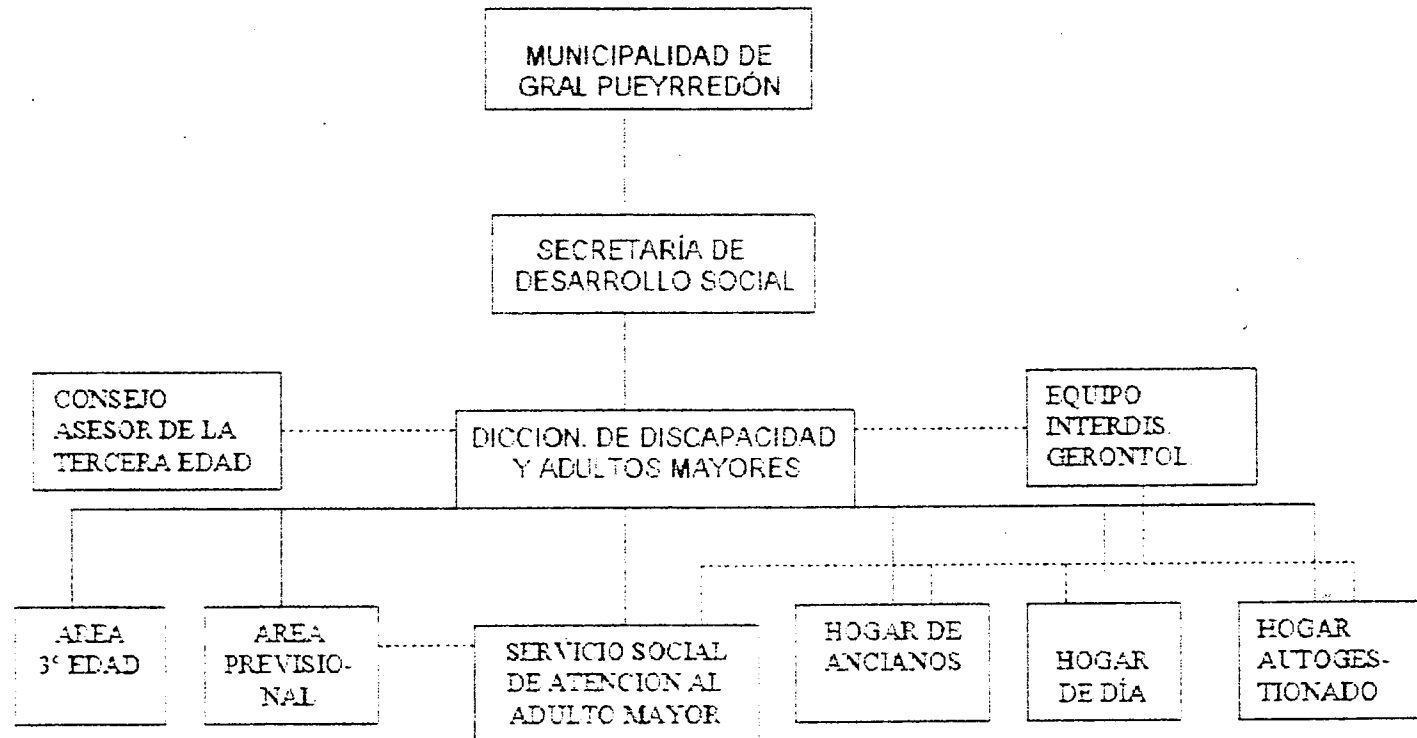 MUNICIPALIDAD DE
GRAL PUEYRREDÓN
SECRETARÍA DE
DESARROLLO SOCIAL
CONSEJO
ASESOR DE LA
TERCERA EDAD
DICCION. DE DISCAPACIDAD
Y ADULTOS MAYORES
EQUIPO
INTERDIS.
GERONTOL.
AREA
3º EDAD
AREA
PREVISIO-
NAL
SERVICIO SOCIAL
DE ATENCION AL
ADULTO MAYOR
HOGAR DE
ANCIANOS
HOGAR
DE DÍA
HOGAR
AUTOGES-
TIONADO